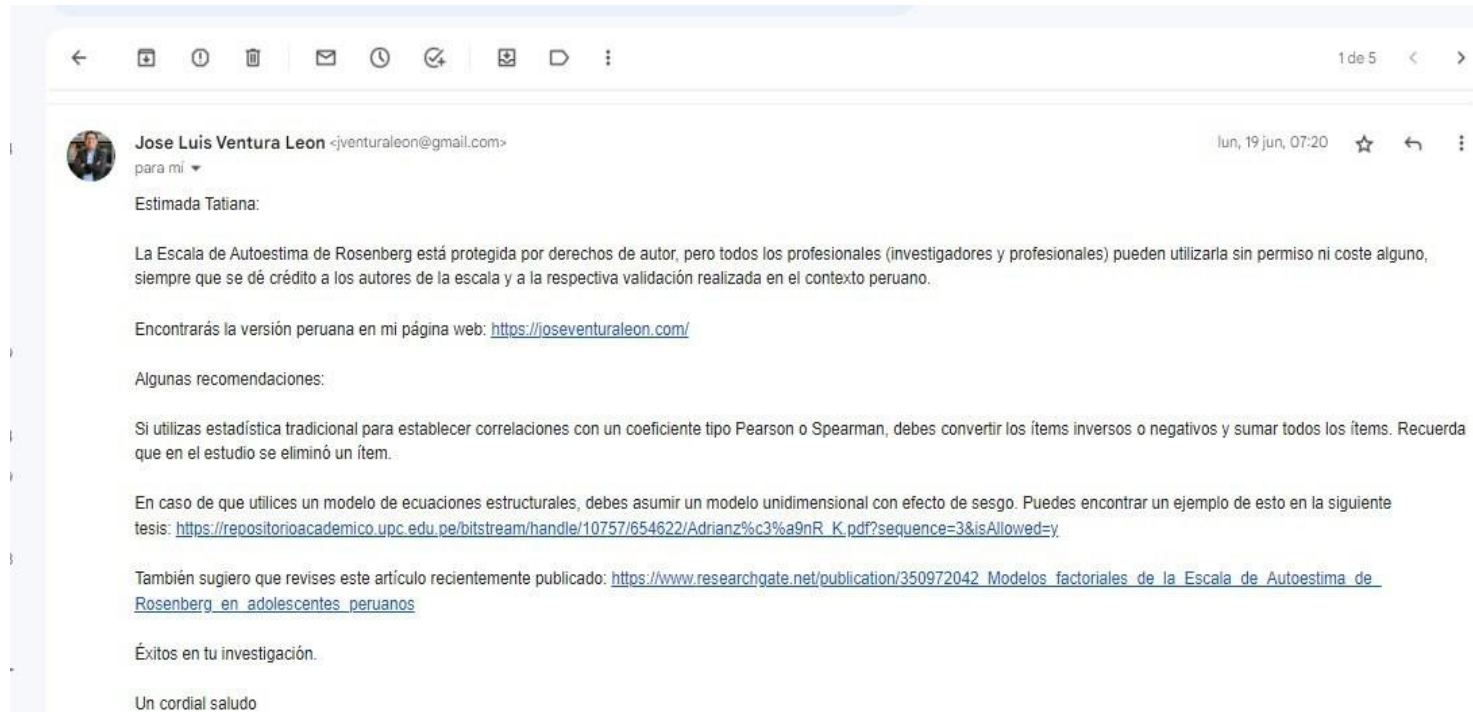 1 de 5
Jose Luis Ventura Leon <jventuraleon@gmail.com>
lun, 19 jun, 07:20
para mí
Estimada Tatiana:
La Escala de Autoestima de Rosenberg está protegida por derechos de autor, pero todos los profesionales (investigadores y profesionales) pueden utilizarla sin permiso ni coste alguno,
siempre que se dé crédito a los autores de la escala y a la respectiva validación realizada en el contexto peruano.
Encontrarás la versión peruana en mi página web: https://joseventuraleon.com/
Algunas recomendaciones:
Si utilizas estadística tradicional para establecer correlaciones con un coeficiente tipo Pearson o Spearman, debes convertir los ítems inversos o negativos y sumar todos los ítems. Recuerda
que en el estudio se eliminó un ítem.
En caso de que utilices un modelo de ecuaciones estructurales, debes asumir un modelo unidimensional con efecto de sesgo. Puedes encontrar un ejemplo de esto en la siguiente
tesis: https://repositorioacademico.upc.edu.pe/bitstream/handle/10757/654622/Adrianz%c3%a9nR_K.pdf?sequence=3&isAllowed=y
También sugiero que revises este artículo recientemente publicado: https://www.researchgate.net/publication/350972042_Modelos_factoriales_de_la_Escala_de_Autoestima_de_
Rosenberg_en_adolescentes_peruanos
Éxitos en tu investigación.
Un cordial saludo